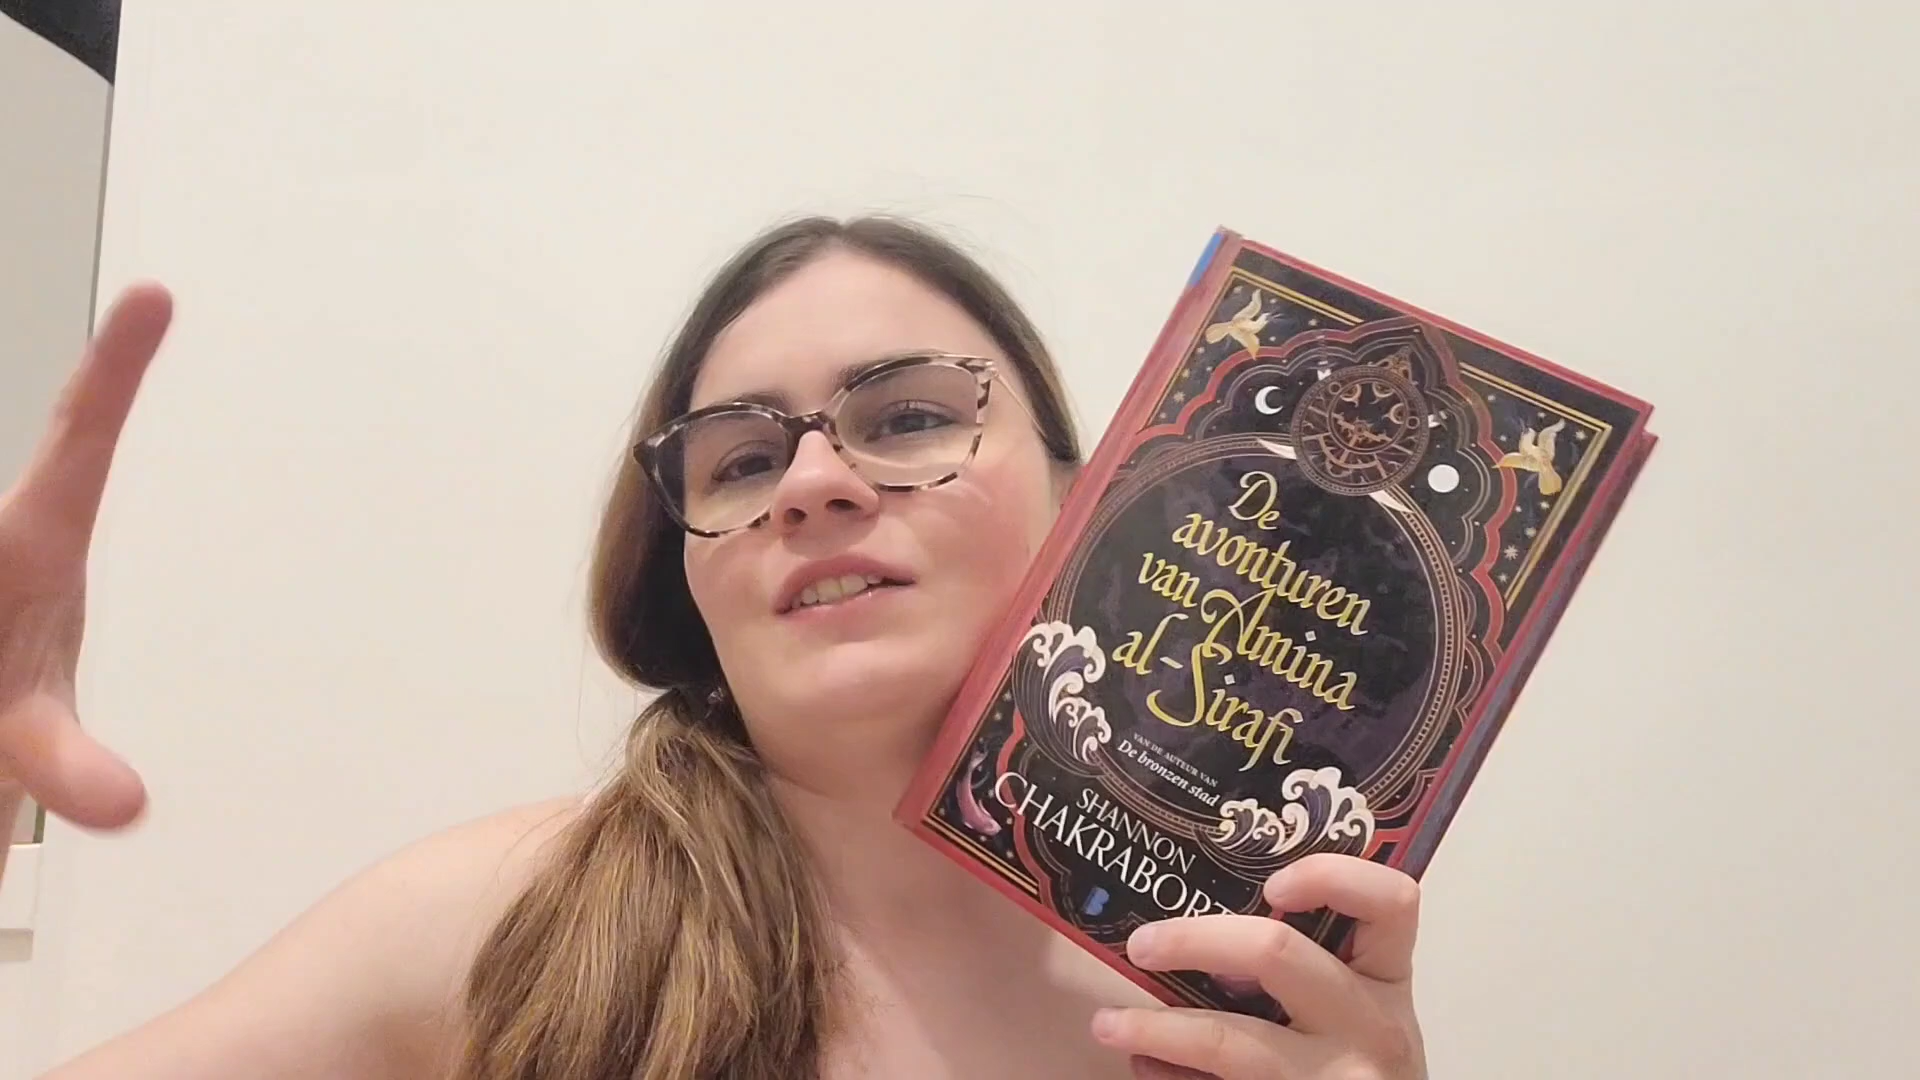 De
avonturen
van Amina
al-Sirafi
VAN DE AUTEUR VAN
De bronzen stad
SHANNON
CHAKRABORT
B